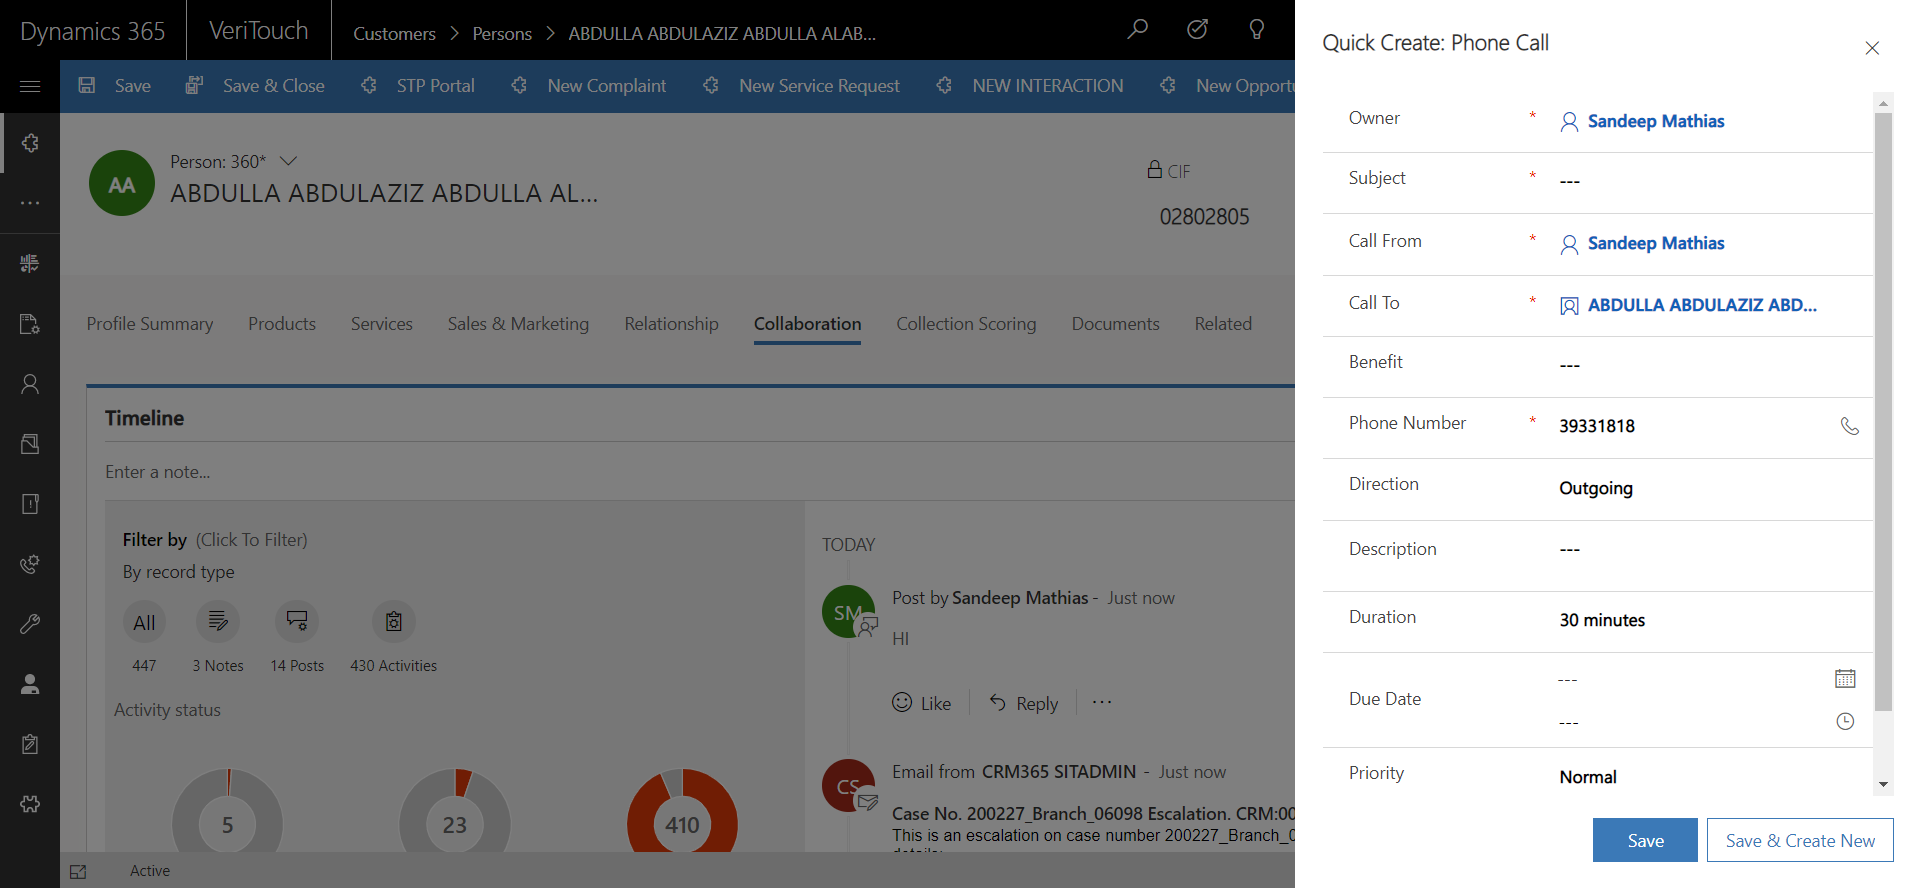 Dynamics 365
VeriTouch
Customers > Persons > ABDULLA ABDULAZIZ ABDULLA ALAB...
Save
Save & Close
STP Portal
New Complaint
New Service Request
NEW INTERACTION
New Opportu
AA
Person: 360*
ABDULLA ABDULAZIZ ABDULLA AL...
CIF
02802805
Profile Summary
Products
Services
Sales & Marketing
Relationship
Collaboration
Collection Scoring
Documents
Related
Timeline
Enter a note...
Filter by (Click To Filter)
By record type
All
447
3 Notes
14 Posts
430 Activities
Activity status
5
23
410
TODAY
SM
Post by Sandeep Mathias - Just now
HI
Like
Reply
...
CS
Email from CRM365 SITADMIN - Just now
Case No. 200227_Branch_06098 Escalation. CRM:00
This is an escalation on case number 200227_Branch_0
Active
Quick Create: Phone Call
Owner * Sandeep Mathias
Subject * ---
Call From * Sandeep Mathias
Call To * ABDULLA ABDULAZIZ ABD...
Benefit ---
Phone Number * 39331818
Direction Outgoing
Description ---
Duration 30 minutes
Due Date ---
---
Priority Normal
Save
Save & Create New